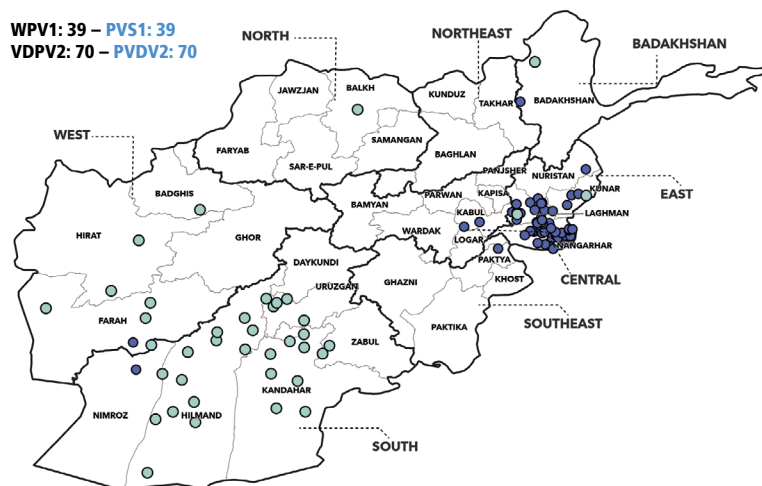 WPV1: 39 – PVS1: 39
VDPV2: 70 – PVDV2: 70
NORTH
NORTHEAST
BADAKHSHAN
JAWZJAN
BALKH
KUNDUZ
TAKHAR
BADAKHSHAN
WEST
SAMANGAN
FARYAB
BAGHLAN
SAR-E-PUL
PANJSHER
NURISTAN
BADGHIS
PARWAN
KAPISA
KUNAR
EAST
BAMYAN
KABUL
LAGHMAN
HIRAT
GHOR
WARDAK
LOGAR
NANGARHAR
DAYKUNDI
PAKTYA
CENTRAL
URUZGAN
GHAZNI
KHOST
FARAH
SOUTHEAST
PAKTIKA
ZABUL
KANDAHAR
NIMROZ
HILMAND
SOUTH